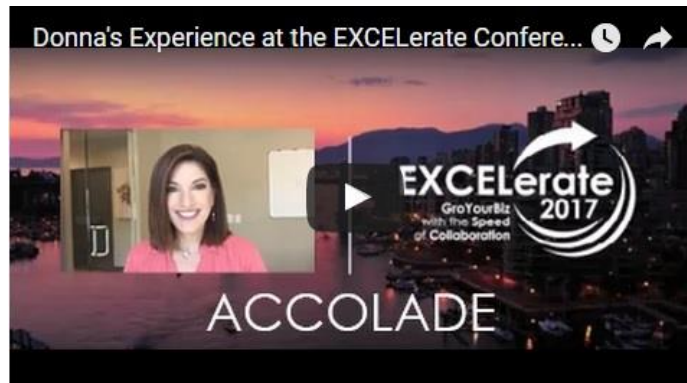 Donna's Experience at the EXCELerate Confere...
EXCELerate
2017
GroYourBiz
with the Speed
of Collaboration
ACCOLADE